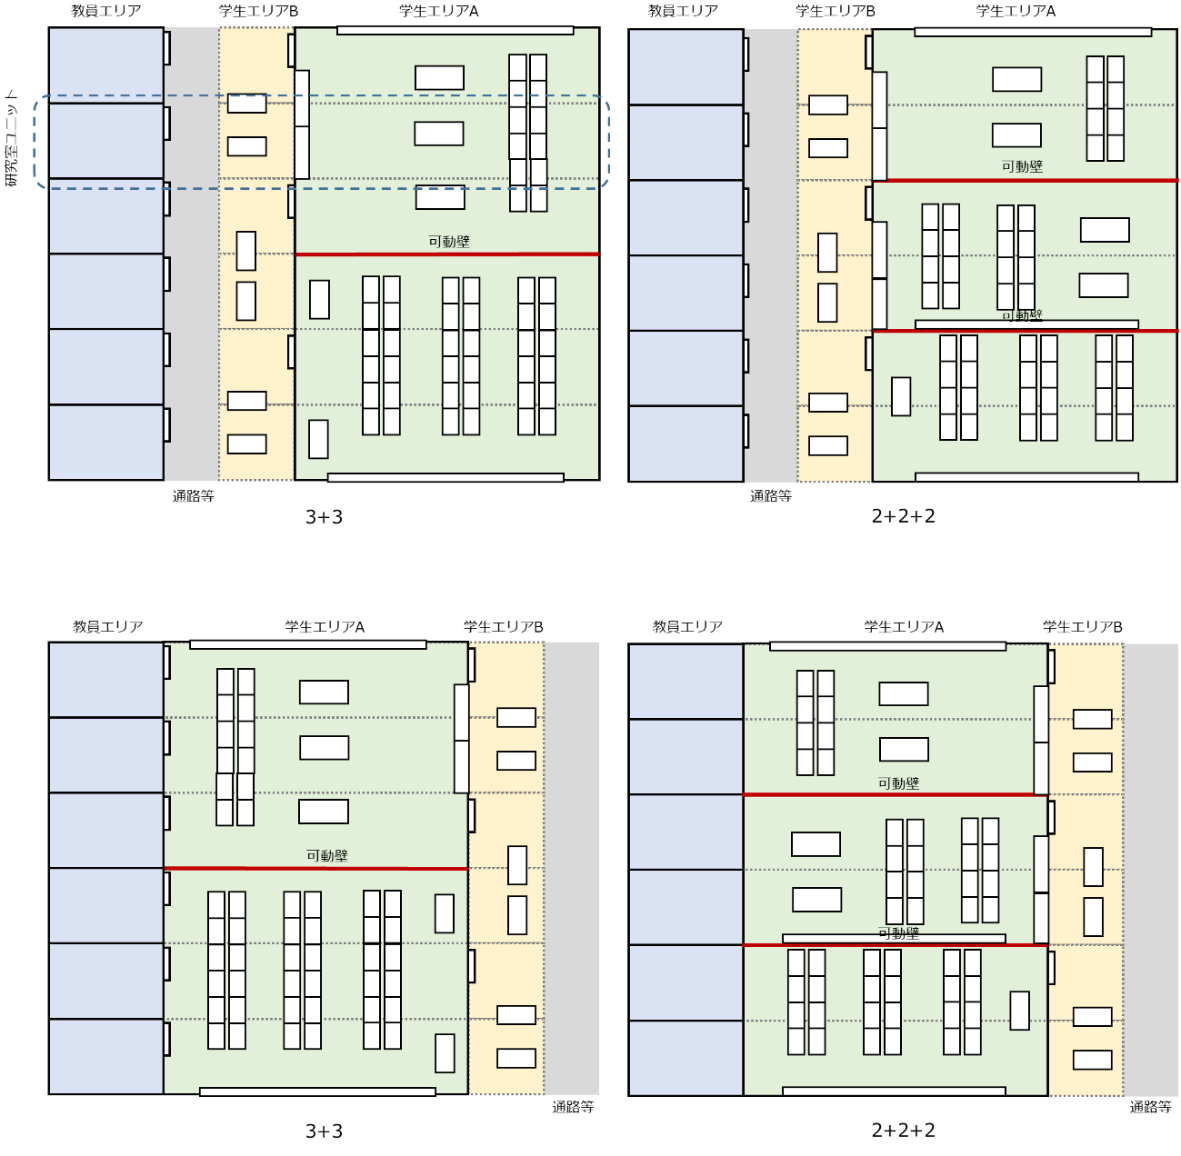 教員エリア 学生エリアB 学生エリアA
研究室ユニット
可動壁
通路等
3+3
教員エリア 学生エリアB 学生エリアA
可動壁
可動壁
通路等
2+2+2
教員エリア 学生エリアA 学生エリアB
可動壁
通路等
3+3
教員エリア 学生エリアA 学生エリアB
可動壁
可動壁
通路等
2+2+2